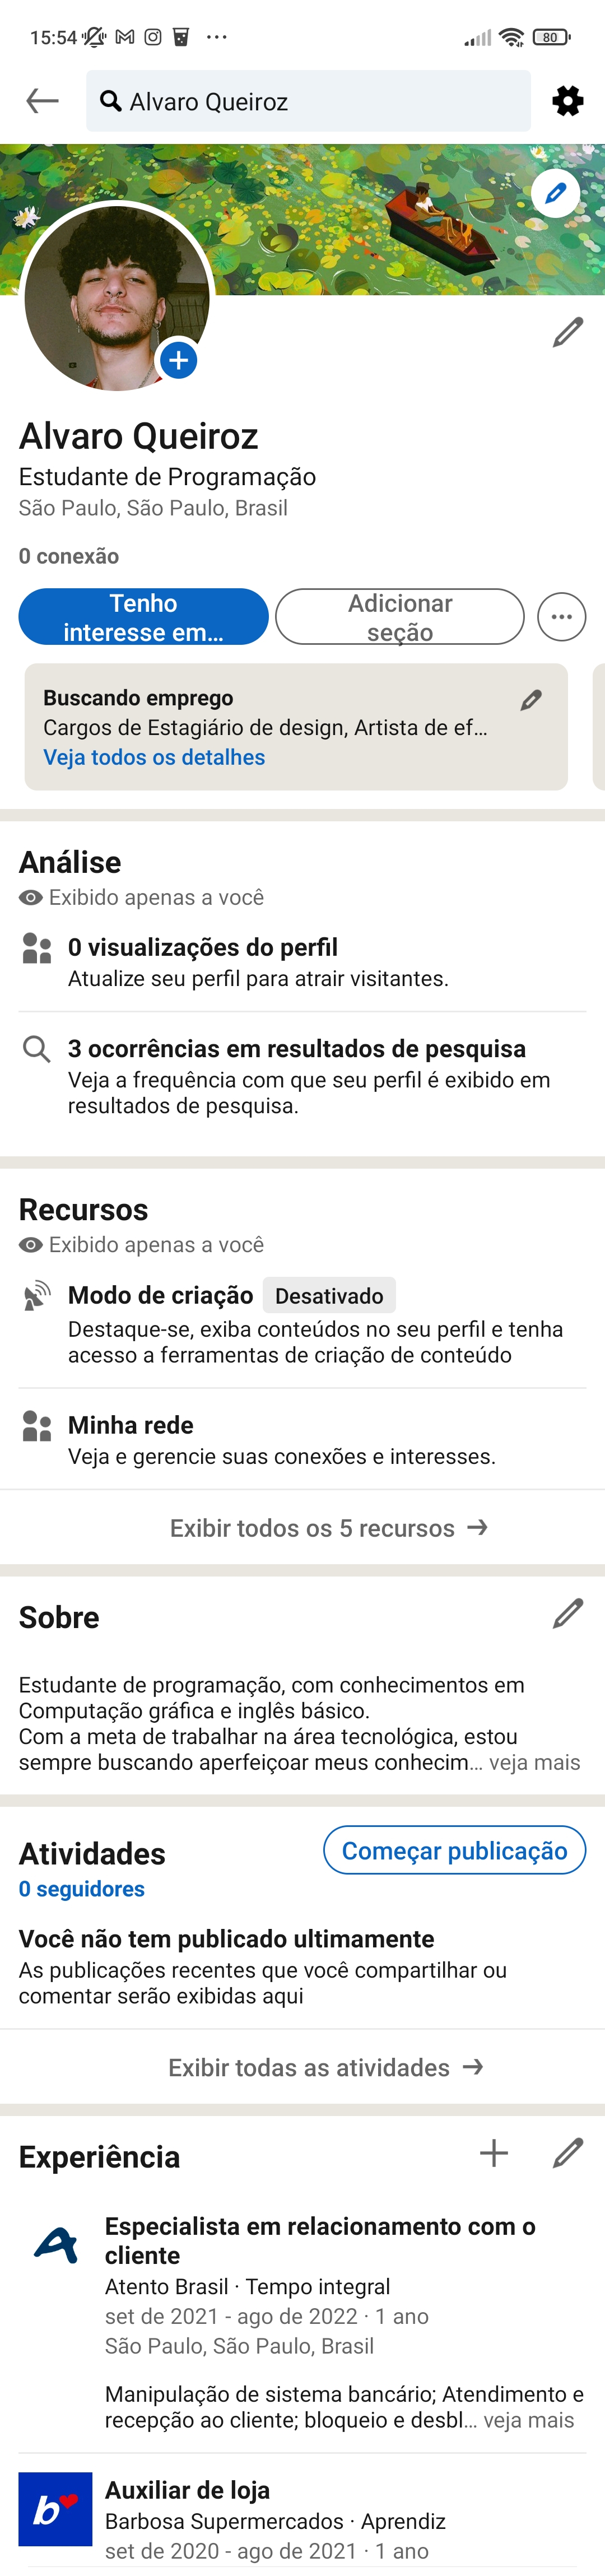 15:54
80
Alvaro Queiroz
Alvaro Queiroz
Estudante de Programação
São Paulo, São Paulo, Brasil
0 conexão
Tenho
interesse em...
Adicionar
seção
Buscando emprego
Cargos de Estagiário de design, Artista de ef...
Veja todos os detalhes
Análise
Exibido apenas a você
0 visualizações do perfil
Atualize seu perfil para atrair visitantes.
3 ocorrências em resultados de pesquisa
Veja a frequência com que seu perfil é exibido em
resultados de pesquisa.
Recursos
Exibido apenas a você
Modo de criação Desativado
Destaque-se, exiba conteúdos no seu perfil e tenha
acesso a ferramentas de criação de conteúdo
Minha rede
Veja e gerencie suas conexões e interesses.
Exibir todos os 5 recursos →
Sobre
Estudante de programação, com conhecimentos em
Computação gráfica e inglês básico.
Com a meta de trabalhar na área tecnológica, estou
sempre buscando aperfeiçoar meus conhecim... veja mais
Atividades
Começar publicação
0 seguidores
Você não tem publicado ultimamente
As publicações recentes que você compartilhar ou
comentar serão exibidas aqui
Exibir todas as atividades →
Experiência
Especialista em relacionamento com o
cliente
Atento Brasil · Tempo integral
set de 2021 - ago de 2022 · 1 ano
São Paulo, São Paulo, Brasil
Manipulação de sistema bancário; Atendimento e
recepção ao cliente; bloqueio e desbl... veja mais
b
Auxiliar de loja
Barbosa Supermercados · Aprendiz
set de 2020 - ago de 2021 · 1 ano